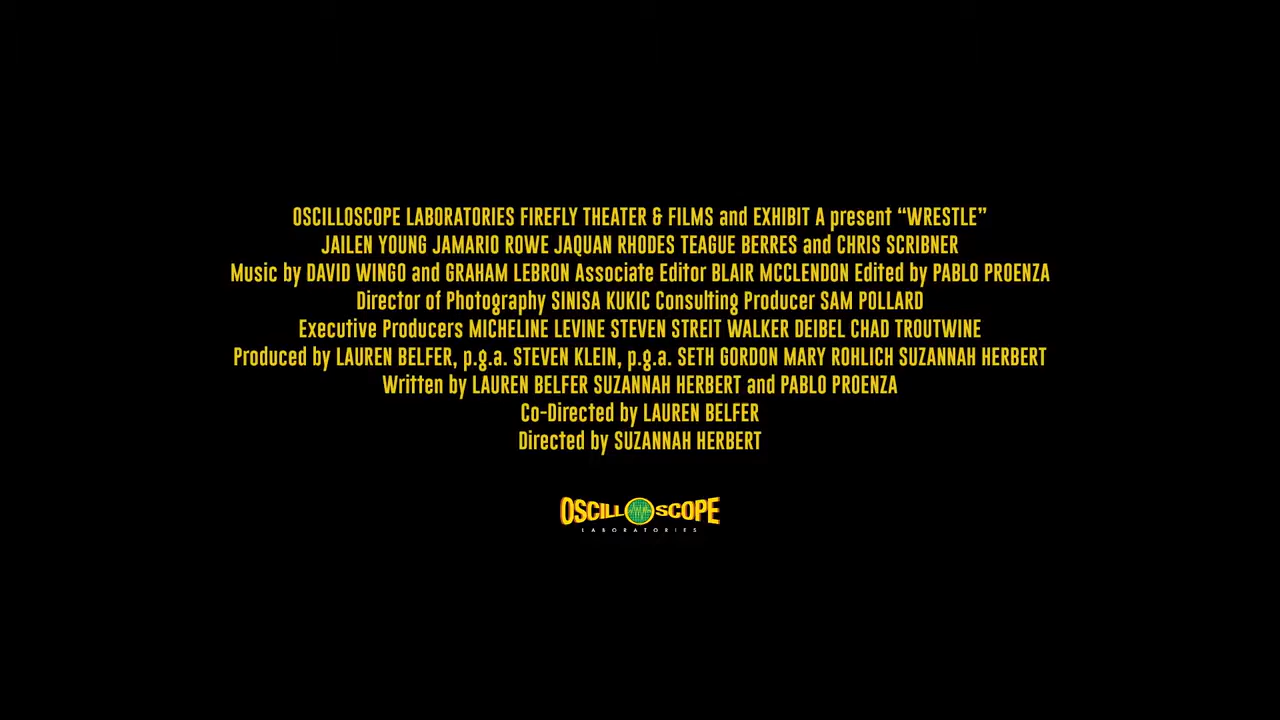 OSCILLOSCOPE LABORATORIES FIREFLY THEATER & FILMS and EXHIBIT A present “WRESTLE”
JAILEN YOUNG JAMARIO ROWE JAQUAN RHODES TEAGUE BERRES and CHRIS SCRIBNER
Music by DAVID WINGO and GRAHAM LEBRON Associate Editor BLAIR MCCLENDON Edited by PABLO PROENZA
Director of Photography SINISA KUKIC Consulting Producer SAM POLLARD
Executive Producers MICHELINE LEVINE STEVEN STREIT WALKER DEIBEL CHAD TROUTWINE
Produced by LAUREN BELFER, p.g.a. STEVEN KLEIN, p.g.a. SETH GORDON MARY ROHLICH SUZANNAH HERBERT
Written by LAUREN BELFER SUZANNAH HERBERT and PABLO PROENZA
Co-Directed by LAUREN BELFER
Directed by SUZANNAH HERBERT
OSCILLOSCOPE
LABORATORIES